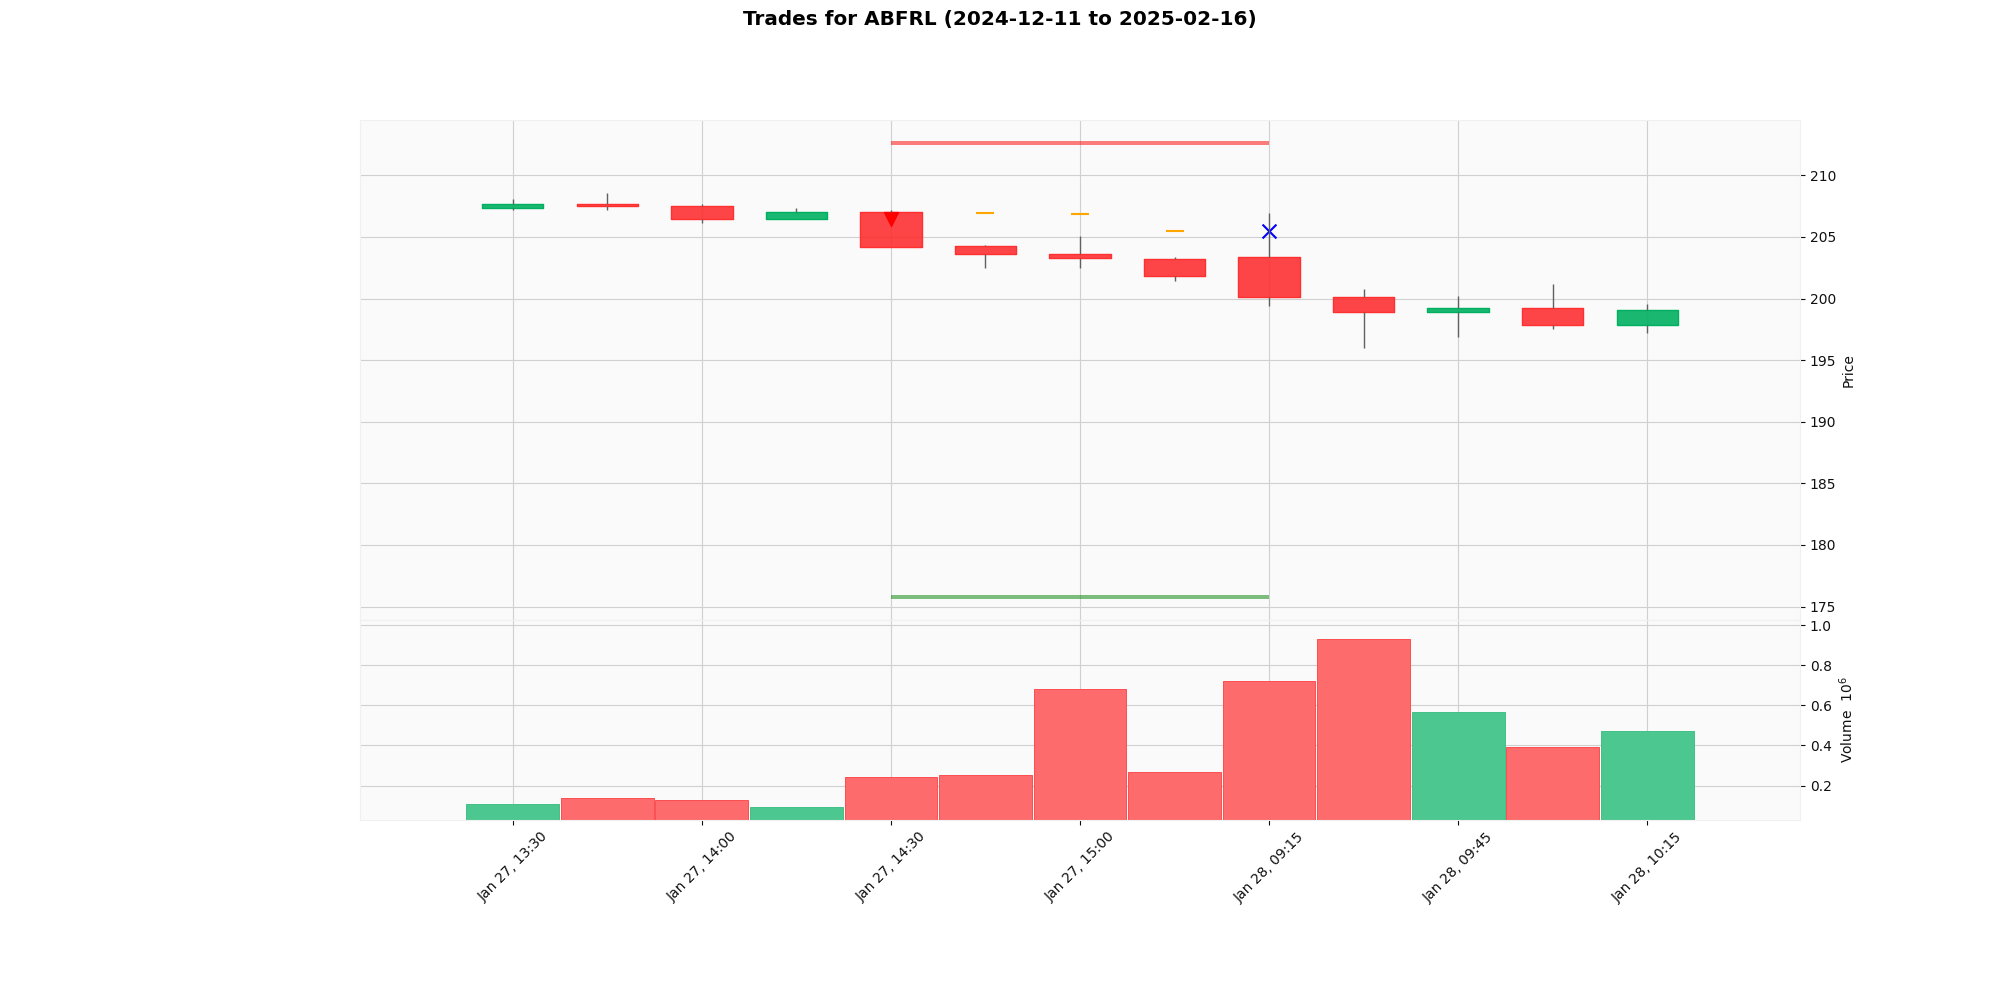 Trades for ABFRL (2024-12-11 to 2025-02-16)
210
205
200
195
190
185
180
175
Price
1.0
0.8
0.6
0.4
0.2
Volume 10^6
Jan 27, 13:30
Jan 27, 14:00
Jan 27, 14:30
Jan 27, 15:00
Jan 28, 09:15
Jan 28, 09:45
Jan 28, 10:15